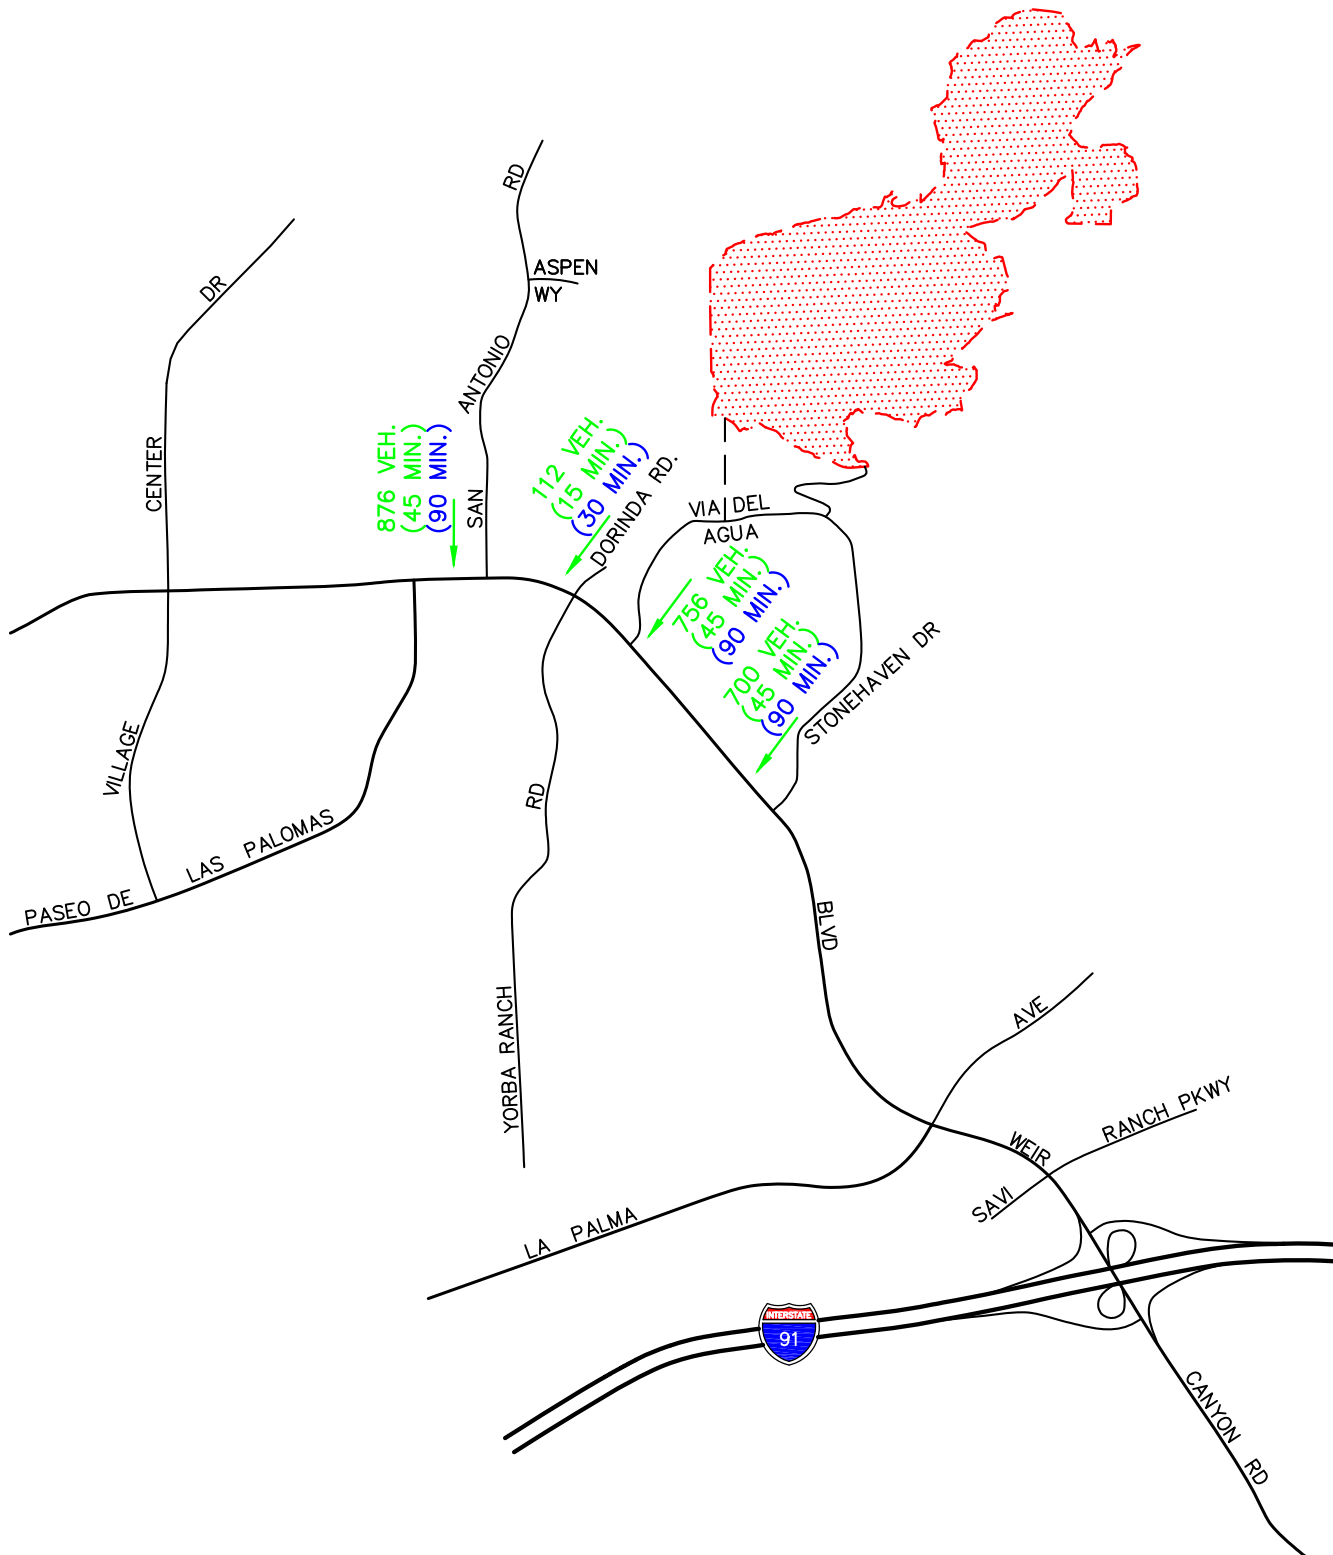 RD
ASPEN
WY
DR
ANTONIO
SAN
CENTER
876 VEH.
(45 MIN.)
(90 MIN.)
112 VEH.
(15 MIN.)
(30 MIN.)
DORINDA RD.
VIA DEL
AGUA
756 VEH.
(45 MIN.)
(90 MIN.)
700 VEH.
(45 MIN.)
(90 MIN.)
STONEHAVEN DR
VILLAGE
RD
YORBA RANCH
PASEO DE LAS PALOMAS
BLVD
AVE
LA PALMA
WEIR
RANCH PKWY
SAVI
INTERSTATE
91
CANYON RD